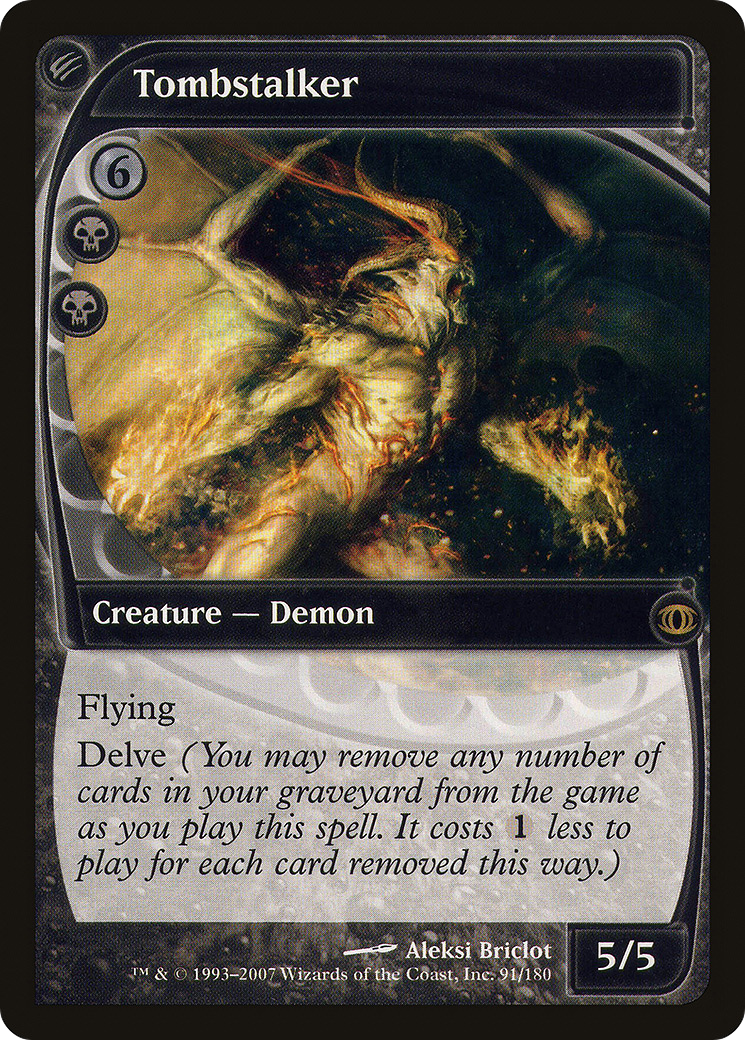 Tombstalker
6
Creature — Demon
Flying
Delve (You may remove any number of
cards in your graveyard from the game
as you play this spell. It costs 1 less to
play for each card removed this way.)
Aleksi Briclot
5/5
™ & © 1993–2007 Wizards of the Coast, Inc. 91/180